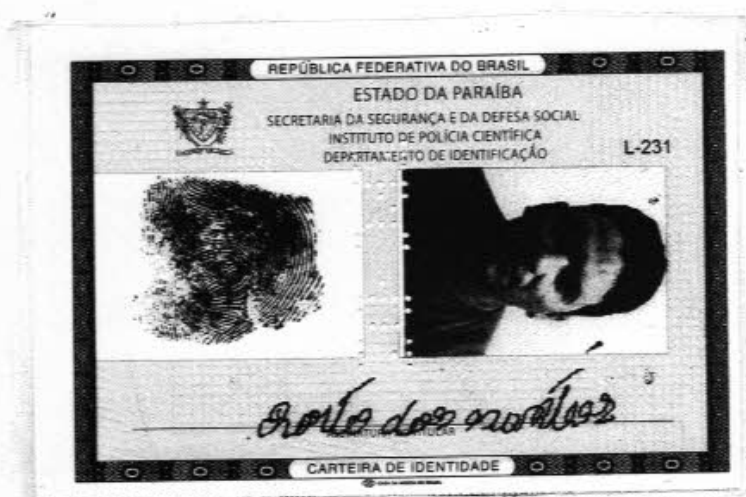 REPÚBLICA FEDERATIVA DO BRASIL
ESTADO DA PARAÍBA
SECRETARIA DA SEGURANÇA E DA DEFESA SOCIAL
INSTITUTO DE POLÍCIA CIENTÍFICA
DEPARTAMENTO DE IDENTIFICAÇÃO
L-231
dos
CARTEIRA DE IDENTIDADE